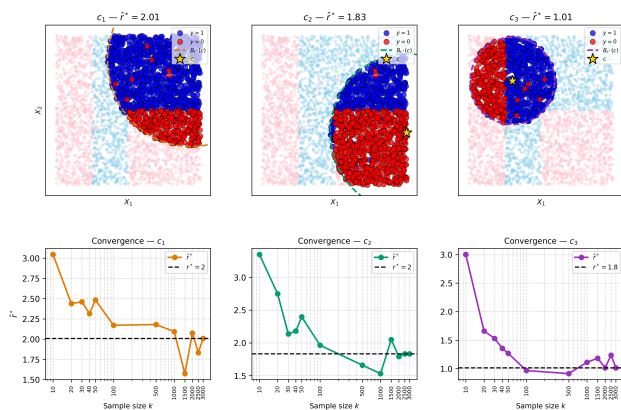 c₁ — r̂* = 2.01
c₂ — r̂* = 1.83
c₃ — r̂* = 1.01
y = 1
y = 0
B_r̂*(c)
c
y = 1
y = 0
B_r̂*(c)
c
y = 1
y = 0
B_r̂*(c)
c
X₂
X₁
X₁
X₁
Convergence — c₁
Convergence — c₂
Convergence — c₃
r̂*
r* = 2
r̂*
r* = 2
r̂*
r* = 1.8
r̂*
3.00
2.75
2.50
2.25
2.00
1.75
1.50
3.0
2.5
2.0
1.5
3.0
2.5
2.0
1.5
1.0
10
20
30
40
50
100
500
1000
1500
2000
2500
3000
10
20
30
40
50
100
500
1000
1500
2000
2500
3000
10
20
30
40
50
100
500
1000
1500
2000
2500
3000
Sample size k
Sample size k
Sample size k